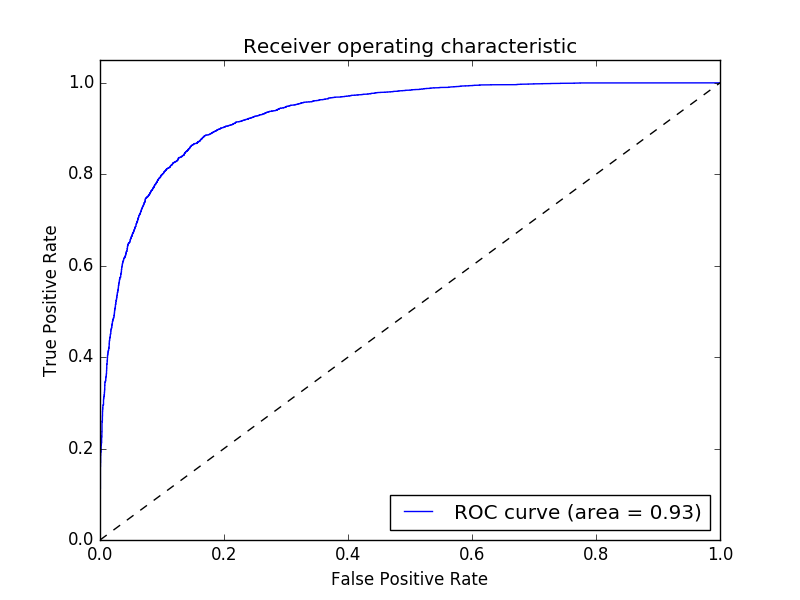 Receiver operating characteristic
1.0
0.8
0.6
0.4
0.2
0.0
True Positive Rate
ROC curve (area = 0.93)
0.0 0.2 0.4 0.6 0.8 1.0
False Positive Rate